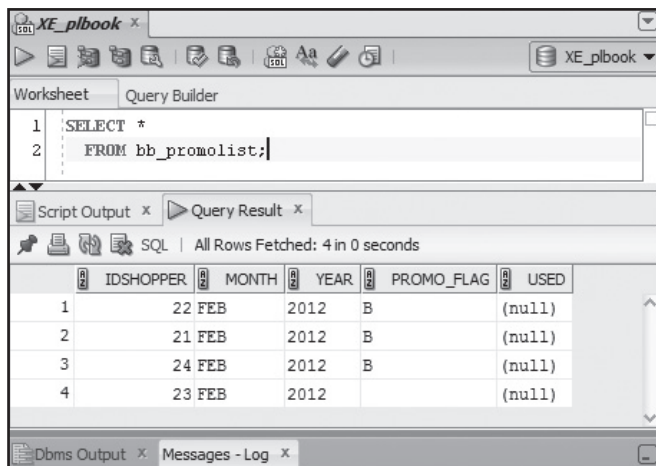 XE_plbook
SQL
XE_plbook
Worksheet Query Builder
1 SELECT *
2 FROM bb_promolist;
Script Output Query Result
SQL | All Rows Fetched: 4 in 0 seconds
IDSHOPPER MONTH YEAR PROMO_FLAG USED
1 22 FEB 2012 B (null)
2 21 FEB 2012 B (null)
3 24 FEB 2012 B (null)
4 23 FEB 2012 (null)
Dbms Output Messages - Log